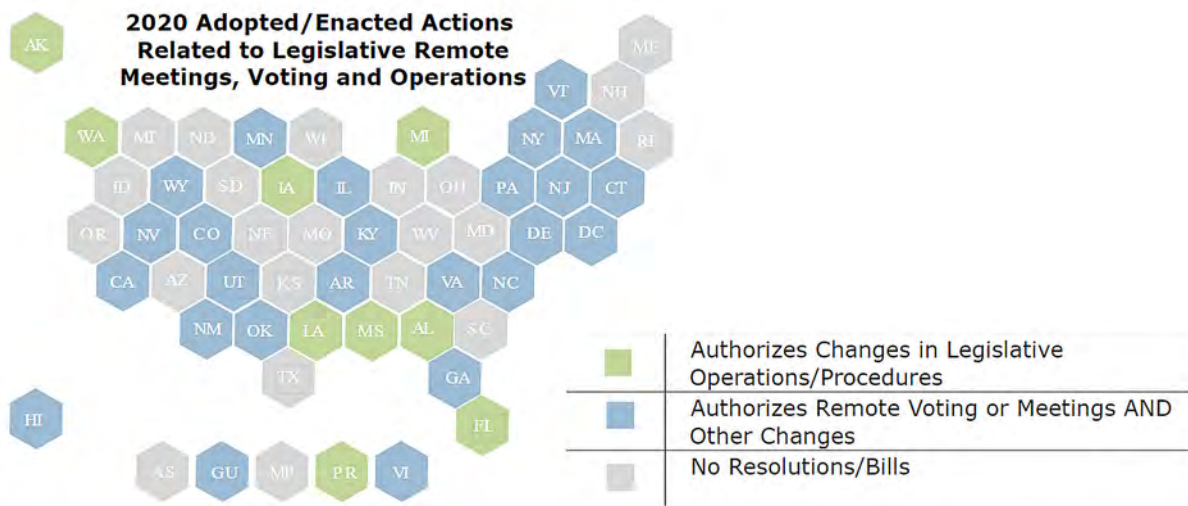 2020 Adopted/Enacted Actions
Related to Legislative Remote
Meetings, Voting and Operations
AK
ME
VT NH
WA MT ND MN WI MI NY MA RI
ID WY SD IA IL IN OH PA NJ CT
OR NV CO NE MO KY WV MD DE DC
CA AZ UT KS AR TN VA NC
NM OK LA MS AL SC
TX GA
HI
FL
AS GU MP PR VI
Authorizes Changes in Legislative
Operations/Procedures
Authorizes Remote Voting or Meetings AND
Other Changes
No Resolutions/Bills